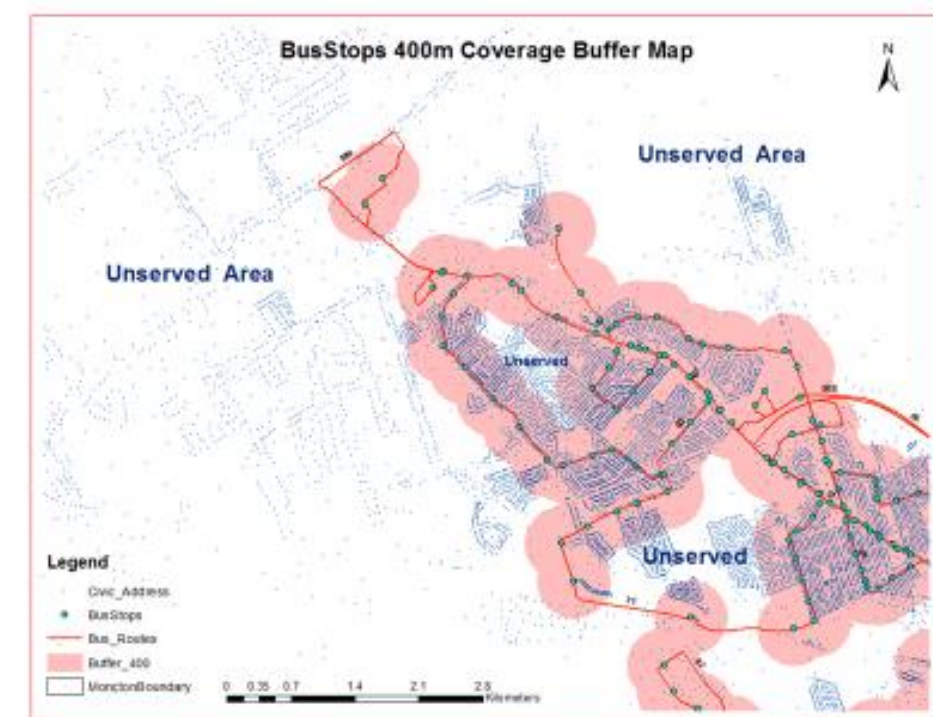 BusStops 400m Coverage Buffer Map
N
Unserved Area
Unserved Area
Unserved
Unserved
Legend
Civic_Address
BusStops
Bus_Routes
Buffer_400
MonctonBoundary
0 0.35 0.7 1.4 2.1 2.8
Kilometers